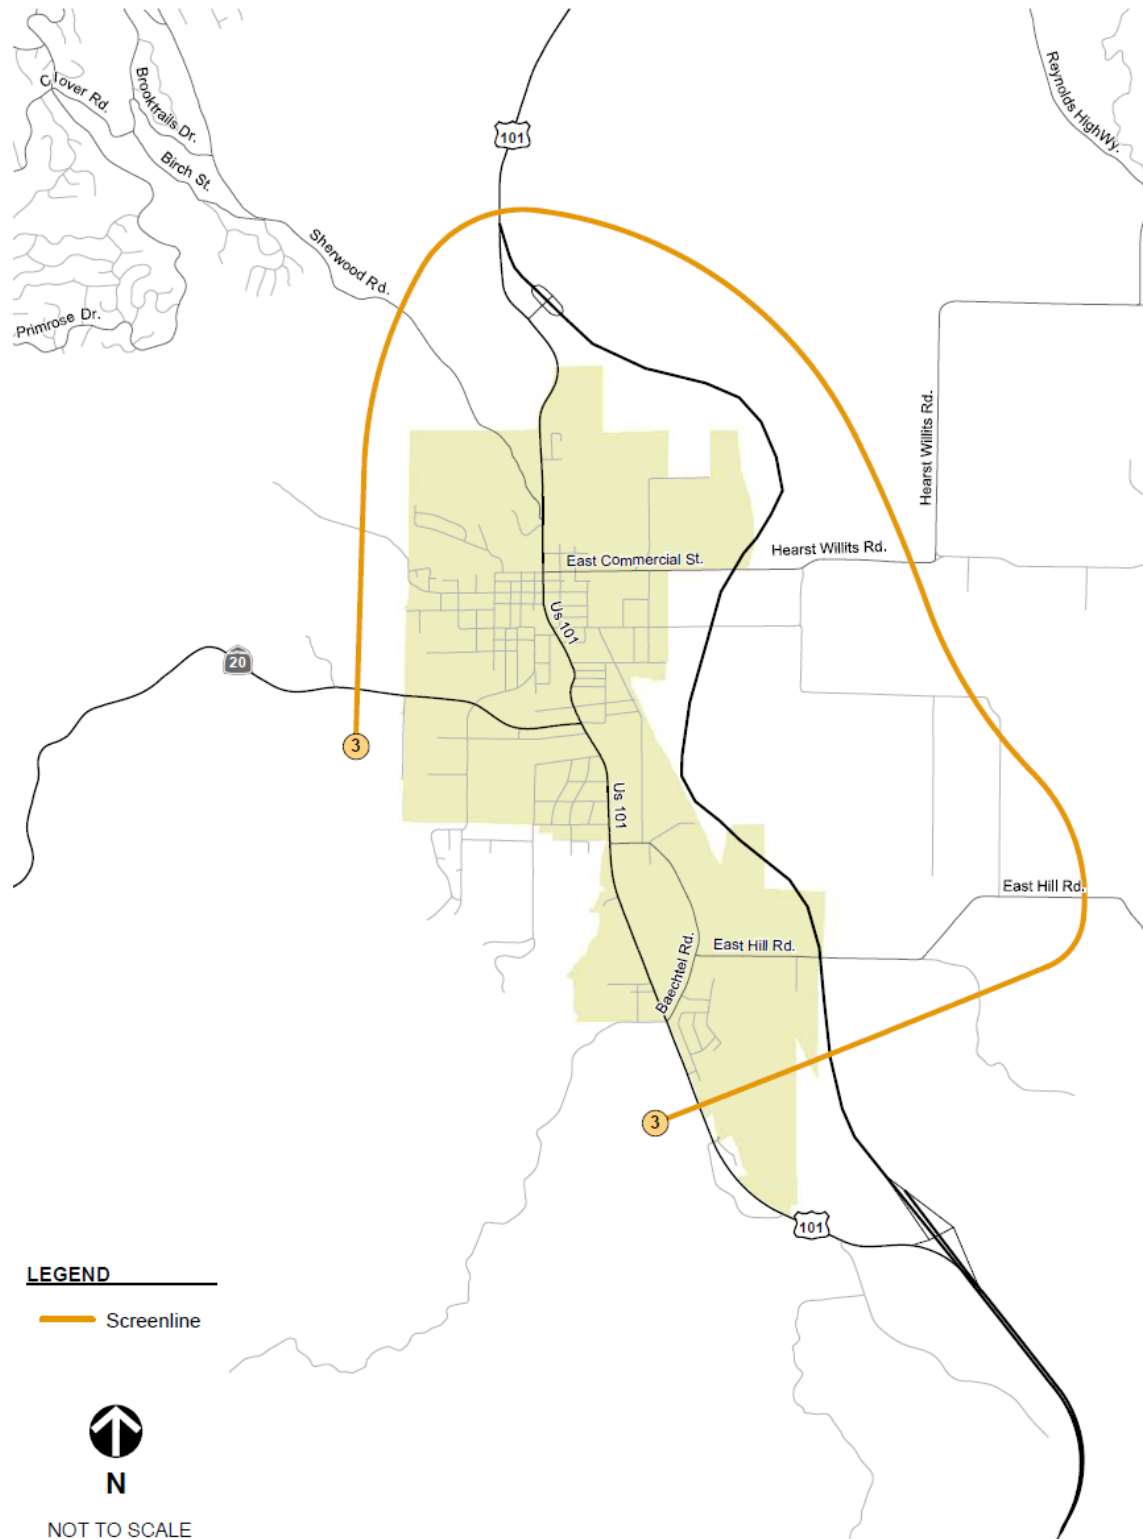 Clover Rd.
Brooktrails Dr.
Birch St.
101
Reynolds HighWy.
Sherwood Rd.
Primrose Dr.
Hearst Willits Rd.
Hearst Willits Rd.
East Commercial St.
Us 101
20
3
Us 101
East Hill Rd.
East Hill Rd.
Baechtel Rd.
3
101
LEGEND
Screenline
N
NOT TO SCALE